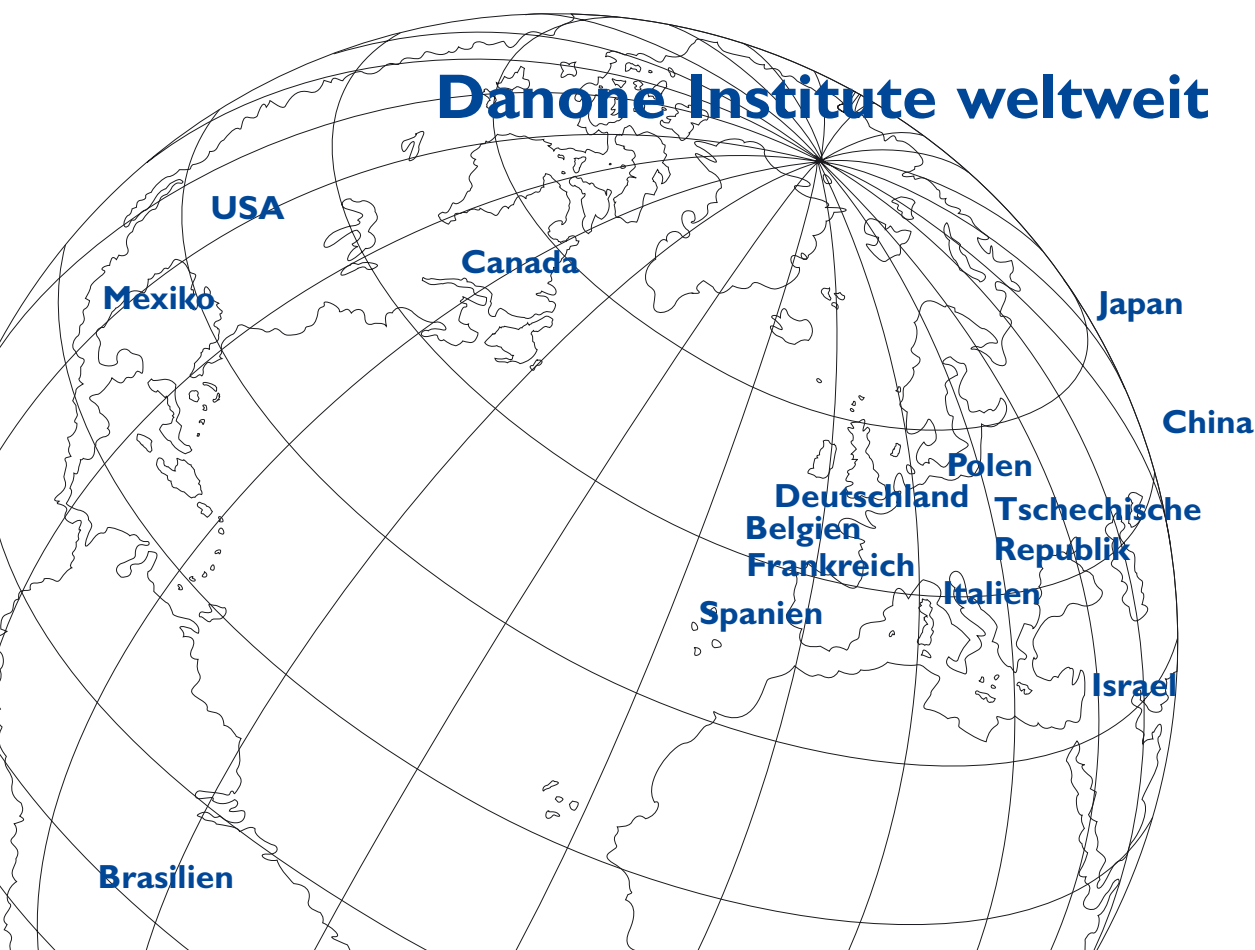 Danone Institute weltweit
USA
Canada
Mexiko
Japan
China
Polen
Deutschland
Tschechische
Republik
Belgien
Frankreich
Italien
Spanien
Israel
Brasilien